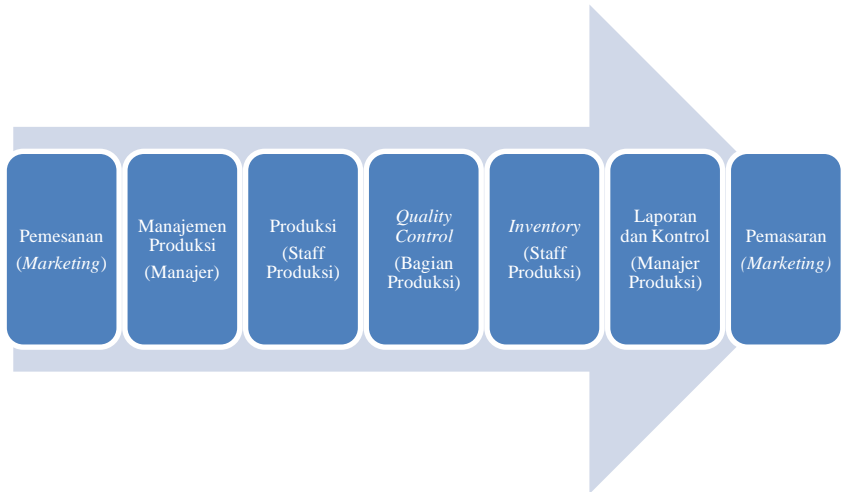 Pemesanan
(Marketing)
Manajemen
Produksi
(Manajer)
Produksi
(Staff
Produksi)
Quality
Control
(Bagian
Produksi)
Inventory
(Staff
Produksi)
Laporan
dan Kontrol
(Manajer
Produksi)
Pemasaran
(Marketing)